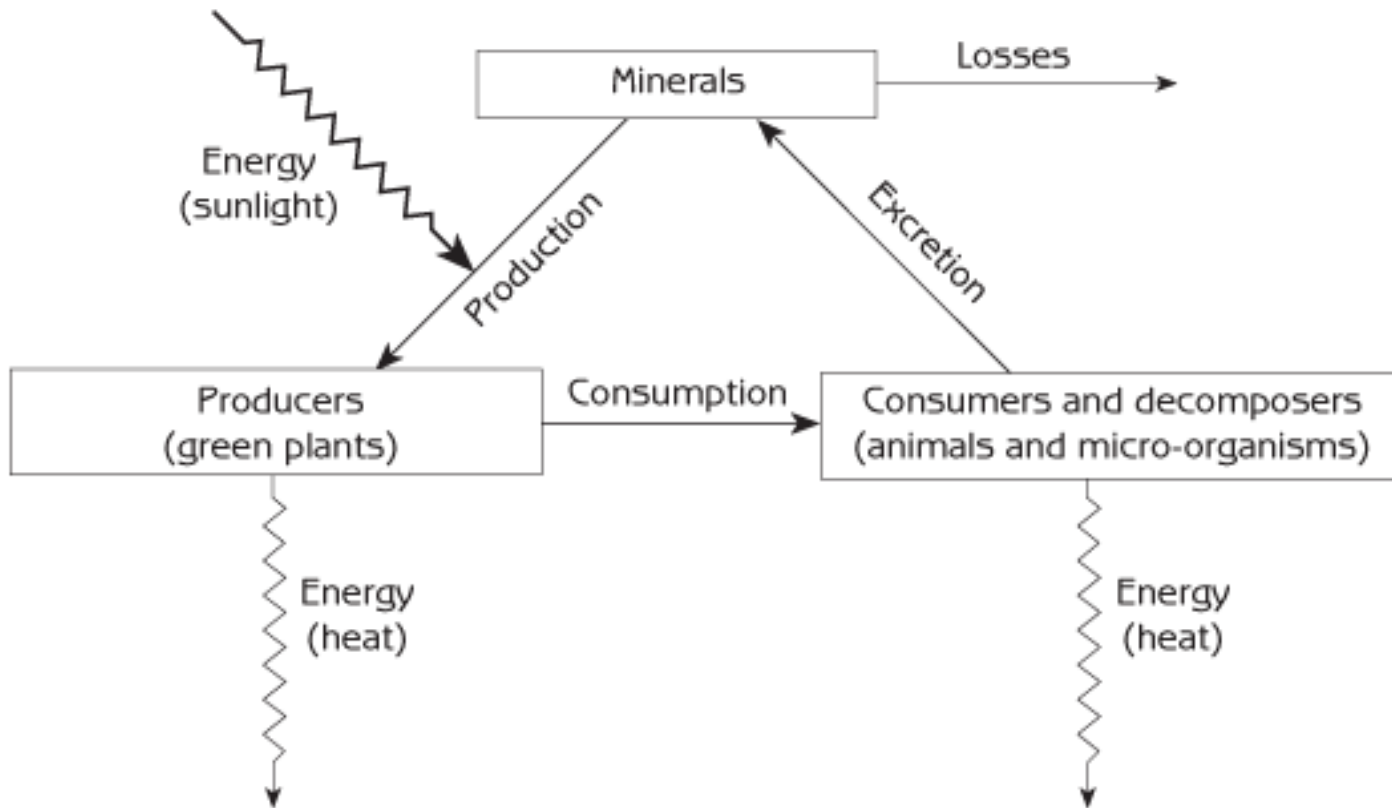 Losses
Minerals
Energy
(sunlight)
Production
Excretion
Producers
(green plants)
Consumption
Consumers and decomposers
(animals and micro-organisms)
Energy
(heat)
Energy
(heat)